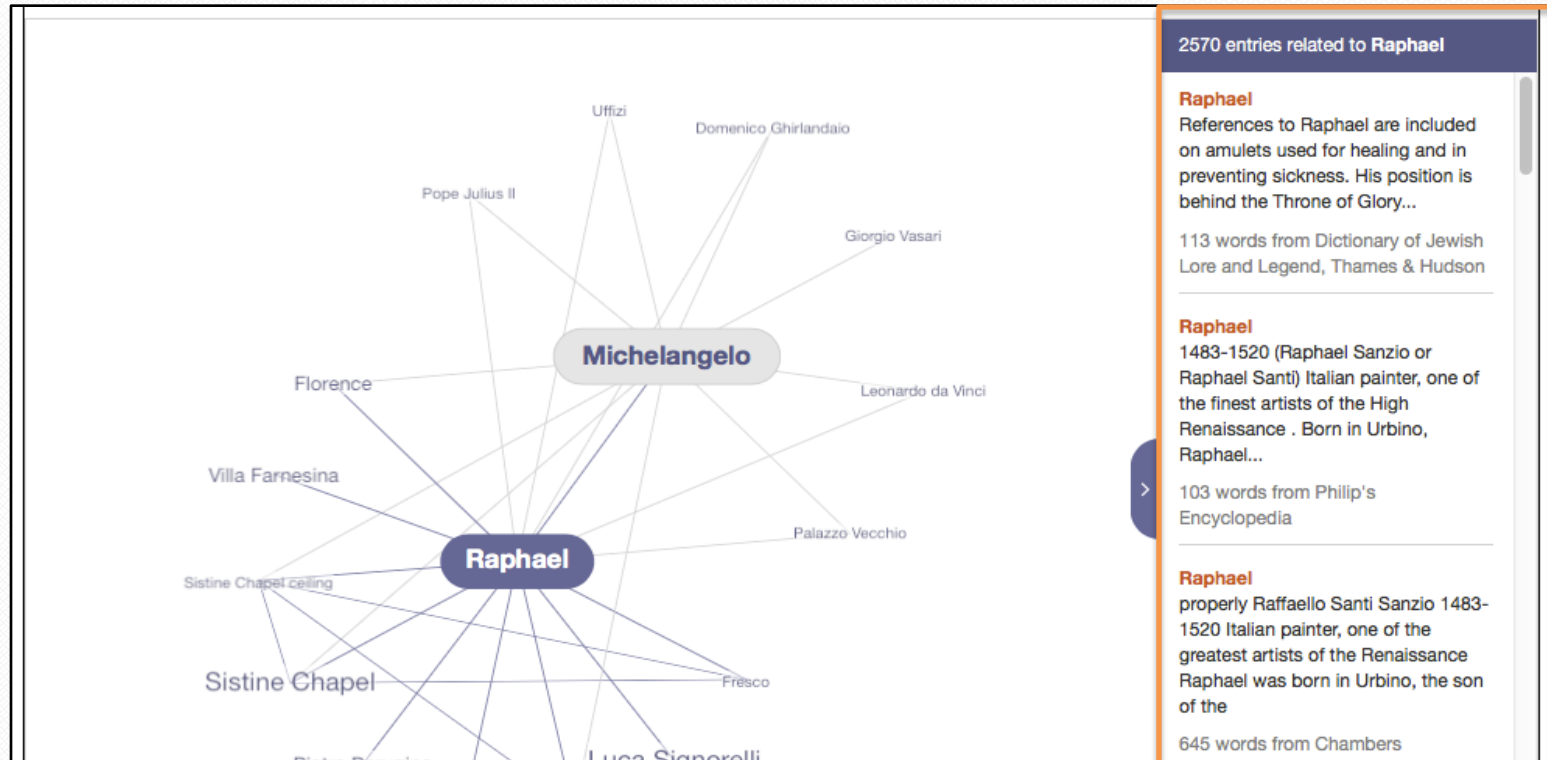 Uffizi
Domenico Ghirlandaio
Pope Julius II
Giorgio Vasari
Michelangelo
Florence
Leonardo da Vinci
Villa Farnesina
Palazzo Vecchio
Raphael
Sistine Chapel ceiling
Sistine Chapel
Fresco
Luca Signorelli
2570 entries related to Raphael
Raphael
References to Raphael are included
on amulets used for healing and in
preventing sickness. His position is
behind the Throne of Glory...
113 words from Dictionary of Jewish
Lore and Legend, Thames & Hudson
Raphael
1483-1520 (Raphael Sanzio or
Raphael Santi) Italian painter, one of
the finest artists of the High
Renaissance . Born in Urbino,
Raphael...
103 words from Philip's
Encyclopedia
Raphael
properly Raffaello Santi Sanzio 1483-
1520 Italian painter, one of the
greatest artists of the Renaissance
Raphael was born in Urbino, the son
of the
645 words from Chambers